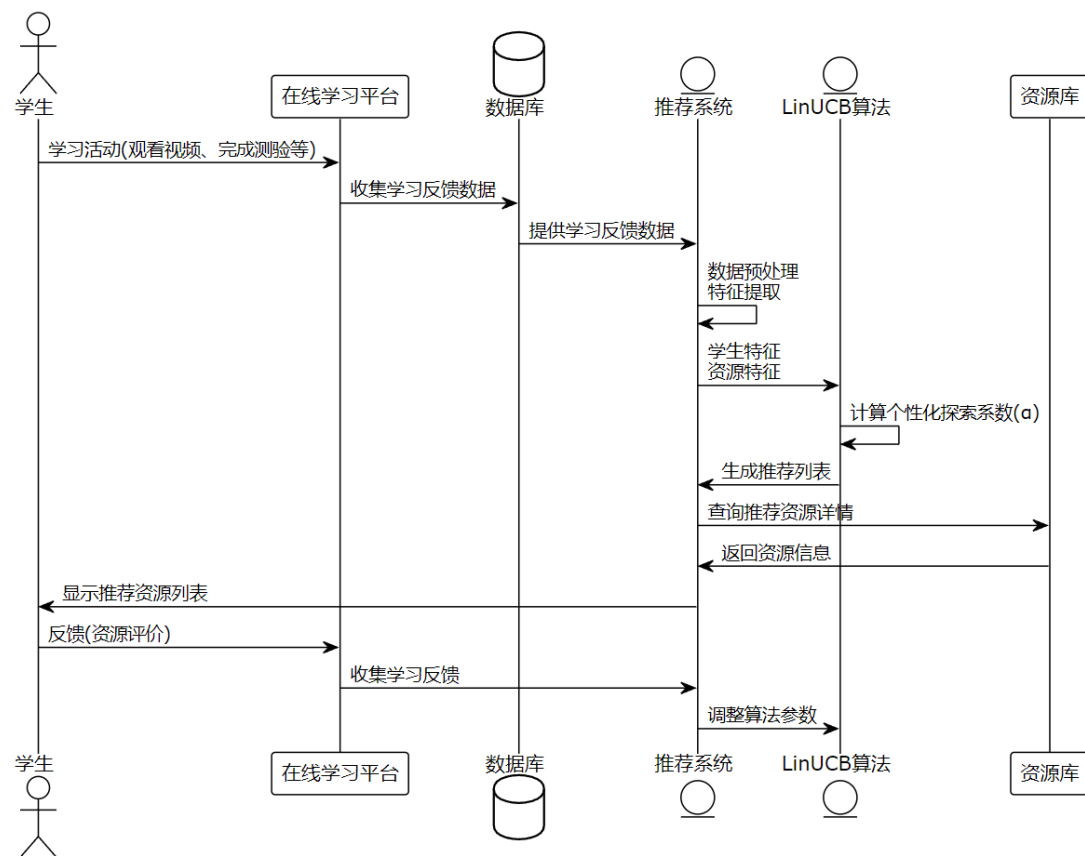 学生
在线学习平台
数据库
推荐系统
LinUCB算法
资源库
学习活动(观看视频、完成测验等)
收集学习反馈数据
提供学习反馈数据
数据预处理
特征提取
学生特征
资源特征
计算个性化探索系数(α)
生成推荐列表
查询推荐资源详情
返回资源信息
显示推荐资源列表
反馈(资源评价)
收集学习反馈
调整算法参数
学生
在线学习平台
数据库
推荐系统
LinUCB算法
资源库